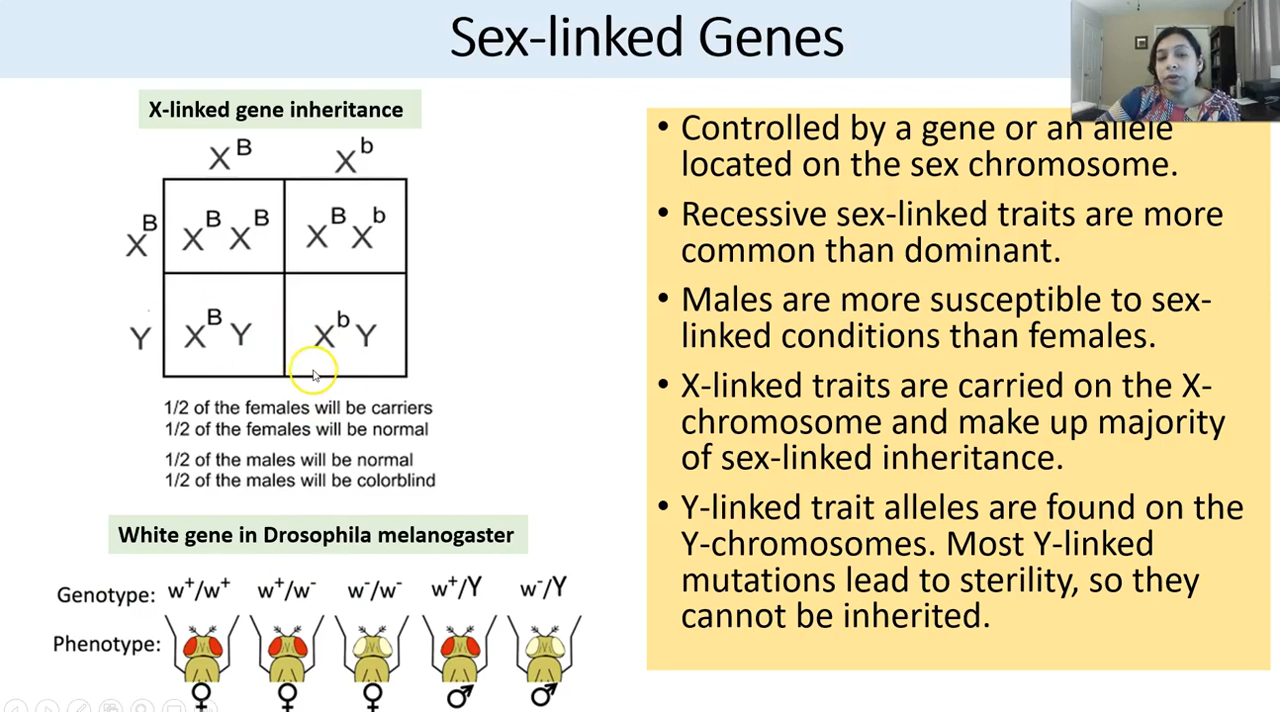 Sex-linked Genes
X-linked gene inheritance
X^B X^b
X^B X^B X^B X^B X^b
Y X^B Y X^b Y
1/2 of the females will be carriers
1/2 of the females will be normal
1/2 of the males will be normal
1/2 of the males will be colorblind
White gene in Drosophila melanogaster
Genotype: w⁺/w⁺ w⁺/w⁻ w⁻/w⁻ w⁺/Y w⁻/Y
Phenotype:
♀ ♀ ♀ ♂ ♂
• Controlled by a gene or an allele
located on the sex chromosome.
• Recessive sex-linked traits are more
common than dominant.
• Males are more susceptible to sex-
linked conditions than females.
• X-linked traits are carried on the X-
chromosome and make up majority
of sex-linked inheritance.
• Y-linked trait alleles are found on the
Y-chromosomes. Most Y-linked
mutations lead to sterility, so they
cannot be inherited.